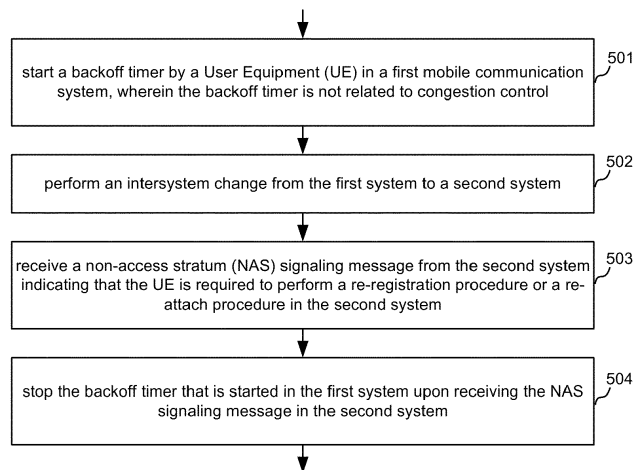 start a backoff timer by a User Equipment (UE) in a first mobile communication
system, wherein the backoff timer is not related to congestion control
501
perform an intersystem change from the first system to a second system
502
receive a non-access stratum (NAS) signaling message from the second system
indicating that the UE is required to perform a re-registration procedure or a re-
attach procedure in the second system
503
stop the backoff timer that is started in the first system upon receiving the NAS
signaling message in the second system
504